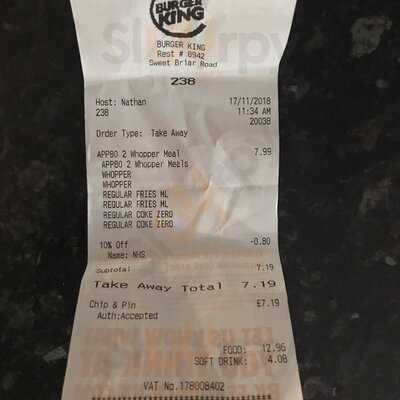 BURGER
KING
BURGER KING
Rest # 8942
Sweet Briar Road
238
Host: Nathan 17/11/2018
238 11:34 AM
20038
Order Type: Take Away
APPBO 2 Whopper Meal 7.99
APPBO 2 Whopper Meals
WHOPPER
WHOPPER
REGULAR FRIES ML
REGULAR FRIES ML
REGULAR COKE ZERO
REGULAR COKE ZERO
10% Off -0.80
Name: NHS
Subtotal 7.19
Take Away Total 7.19
Chip & Pin £7.19
Auth:Accepted
FOOD: 12.96
SOFT DRINK: 4.08
VAT No.178008402